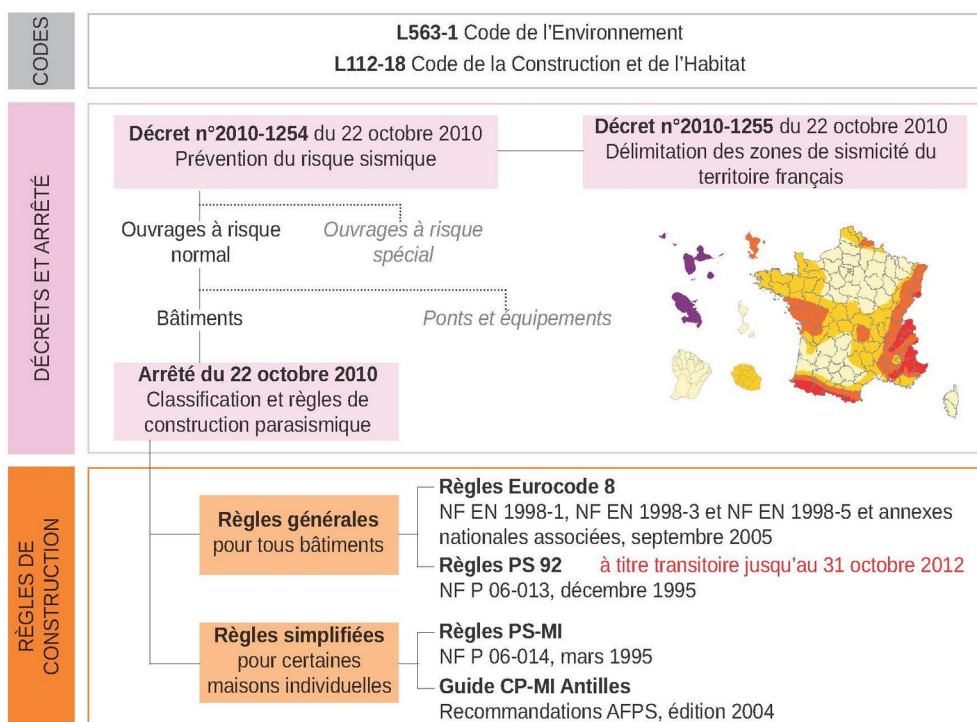 CODES
L563-1 Code de l'Environnement
L112-18 Code de la Construction et de l'Habitat
DÉCRETS ET ARRÊTÉ
Décret n°2010-1254 du 22 octobre 2010
Prévention du risque sismique
Décret n°2010-1255 du 22 octobre 2010
Délimitation des zones de sismicité du
territoire français
Ouvrages à risque
normal
Ouvrages à risque
spécial
Bâtiments
Ponts et équipements
Arrêté du 22 octobre 2010
Classification et règles de
construction parasismique
RÈGLES DE
CONSTRUCTION
Règles générales
pour tous bâtiments
Règles Eurocode 8
NF EN 1998-1, NF EN 1998-3 et NF EN 1998-5 et annexes
nationales associées, septembre 2005
Règles PS 92 à titre transitoire jusqu'au 31 octobre 2012
NF P 06-013, décembre 1995
Règles simplifiées
pour certaines
maisons individuelles
Règles PS-MI
NF P 06-014, mars 1995
Guide CP-MI Antilles
Recommandations AFPS, édition 2004